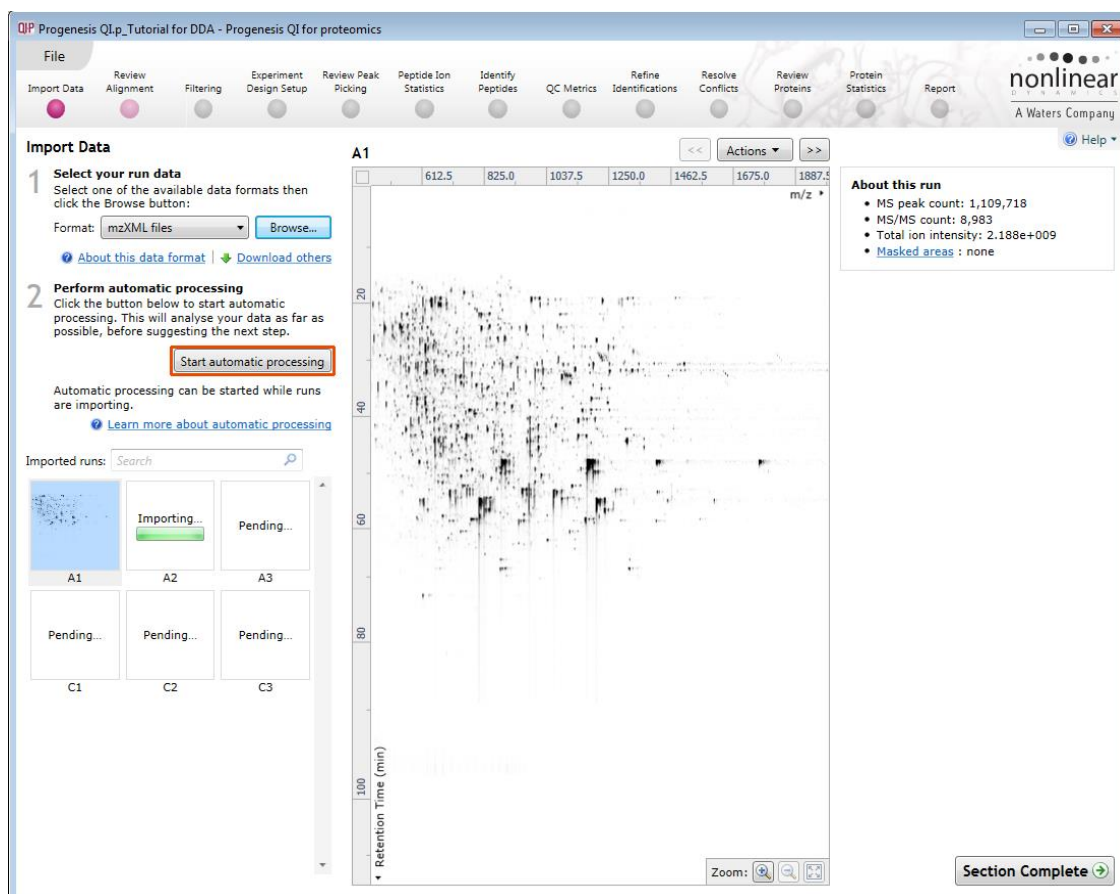 QIP Progenesis QI.p_Tutorial for DDA - Progenesis QI for proteomics
File
Import Data
Review Alignment
Filtering
Experiment Design Setup
Review Peak Picking
Peptide Ion Statistics
Identify Peptides
QC Metrics
Refine Identifications
Resolve Conflicts
Review Proteins
Protein Statistics
Report
nonlinear
DYNAMICS
A Waters Company
Help
Import Data
1 Select your run data
Select one of the available data formats then
click the Browse button:
Format: mzXML files Browse...
About this data format | Download others
2 Perform automatic processing
Click the button below to start automatic
processing. This will analyse your data as far as
possible, before suggesting the next step.
Start automatic processing
Automatic processing can be started while runs
are importing.
Learn more about automatic processing
Imported runs: Search
Importing...
Pending...
A1 A2 A3
Pending... Pending... Pending...
C1 C2 C3
A1
<< Actions >>
612.5 825.0 1037.5 1250.0 1462.5 1675.0 1887.5
m/z
20
40
60
80
100
Retention Time (min)
Zoom:
About this run
• MS peak count: 1,109,718
• MS/MS count: 8,983
• Total ion intensity: 2.188e+009
• Masked areas : none
Section Complete